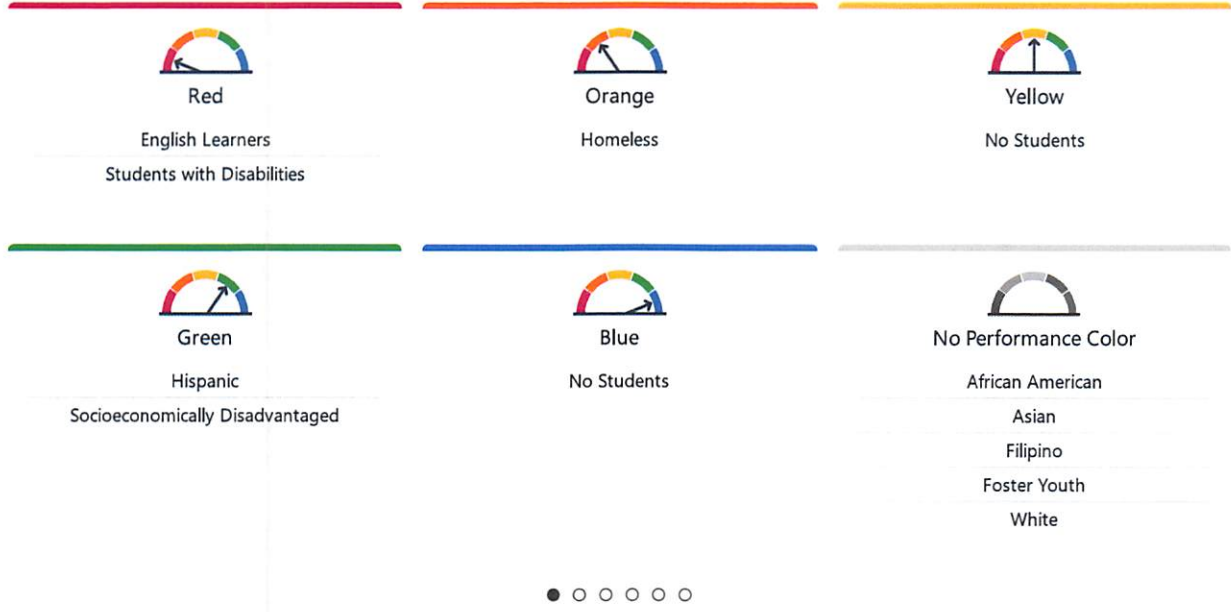 Red
English Learners
Students with Disabilities
Orange
Homeless
Yellow
No Students
Green
Hispanic
Socioeconomically Disadvantaged
Blue
No Students
No Performance Color
African American
Asian
Filipino
Foster Youth
White